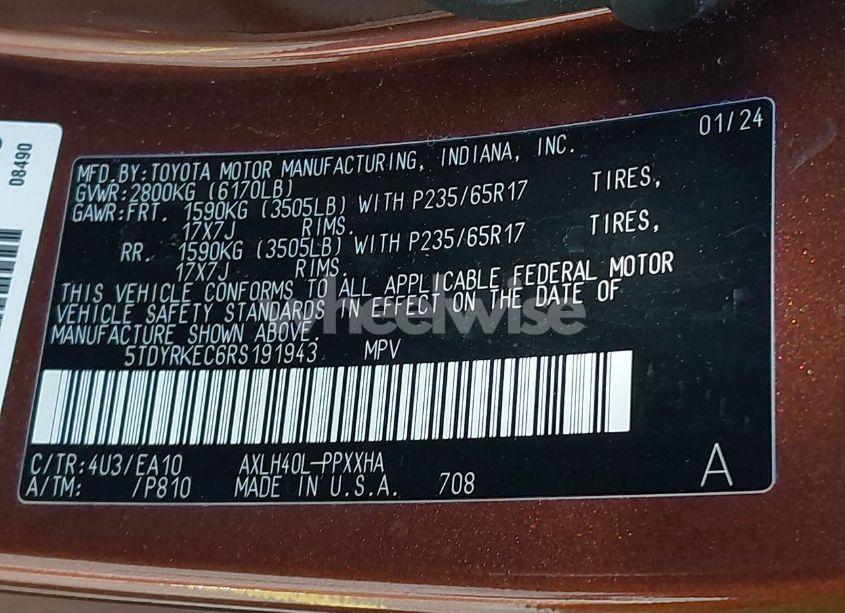 08490
01/24
MFD.BY:TOYOTA MOTOR MANUFACTURING, INDIANA, INC.
GVWR:2800KG (6170LB)
GAWR:FRT. 1590KG (3505LB) WITH P235/65R17 TIRES,
17X7J RIMS.
RR. 1590KG (3505LB) WITH P235/65R17 TIRES,
17X7J RIMS.
THIS VEHICLE CONFORMS TO ALL APPLICABLE FEDERAL MOTOR
VEHICLE SAFETY STANDARDS IN EFFECT ON THE DATE OF
MANUFACTURE SHOWN ABOVE.
wheelwise
5TDYRKEC6RS191943 MPV
C/TR:4U3/EA10 AXLH40L-PPXXHA
A/TM: /P810 MADE IN U.S.A. 708
A